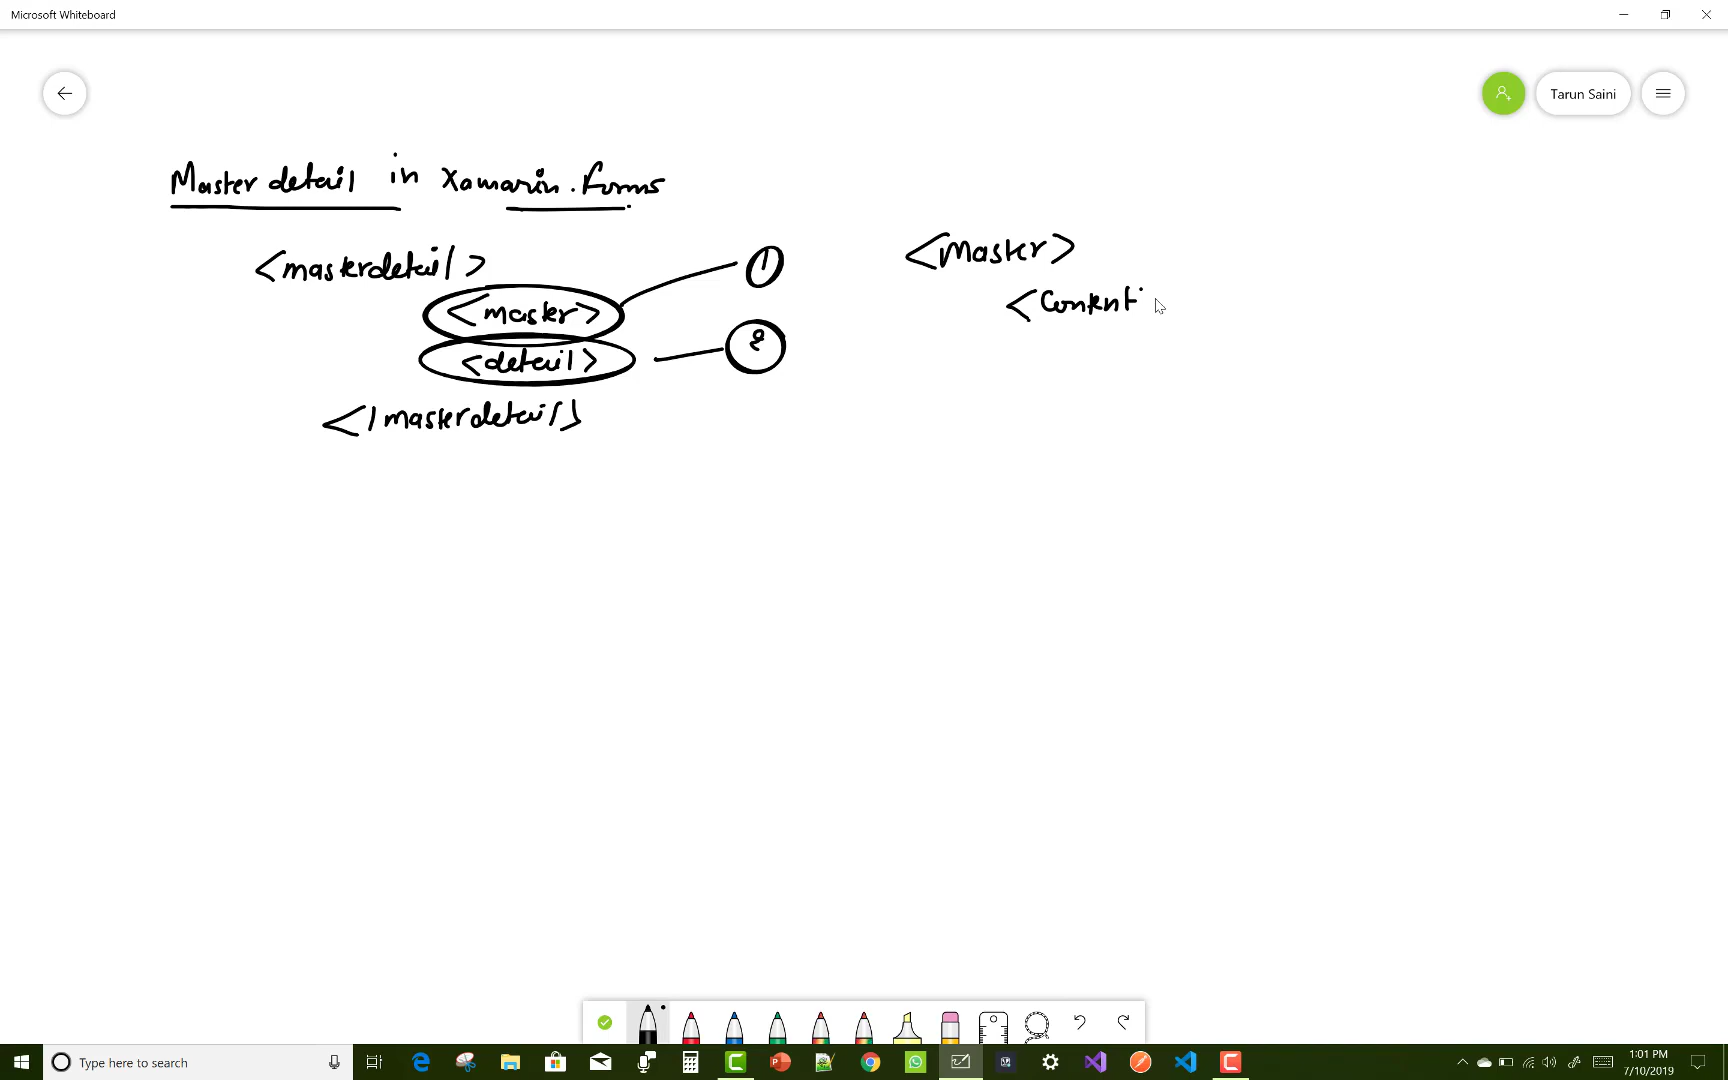 Microsoft Whiteboard
Tarun Saini
Master detail in Xamarin.forms
<masterdetail>
<master>
1
<detail>
2
</masterdetail>
<Master>
<Content
Type here to search
1:01 PM
7/10/2019